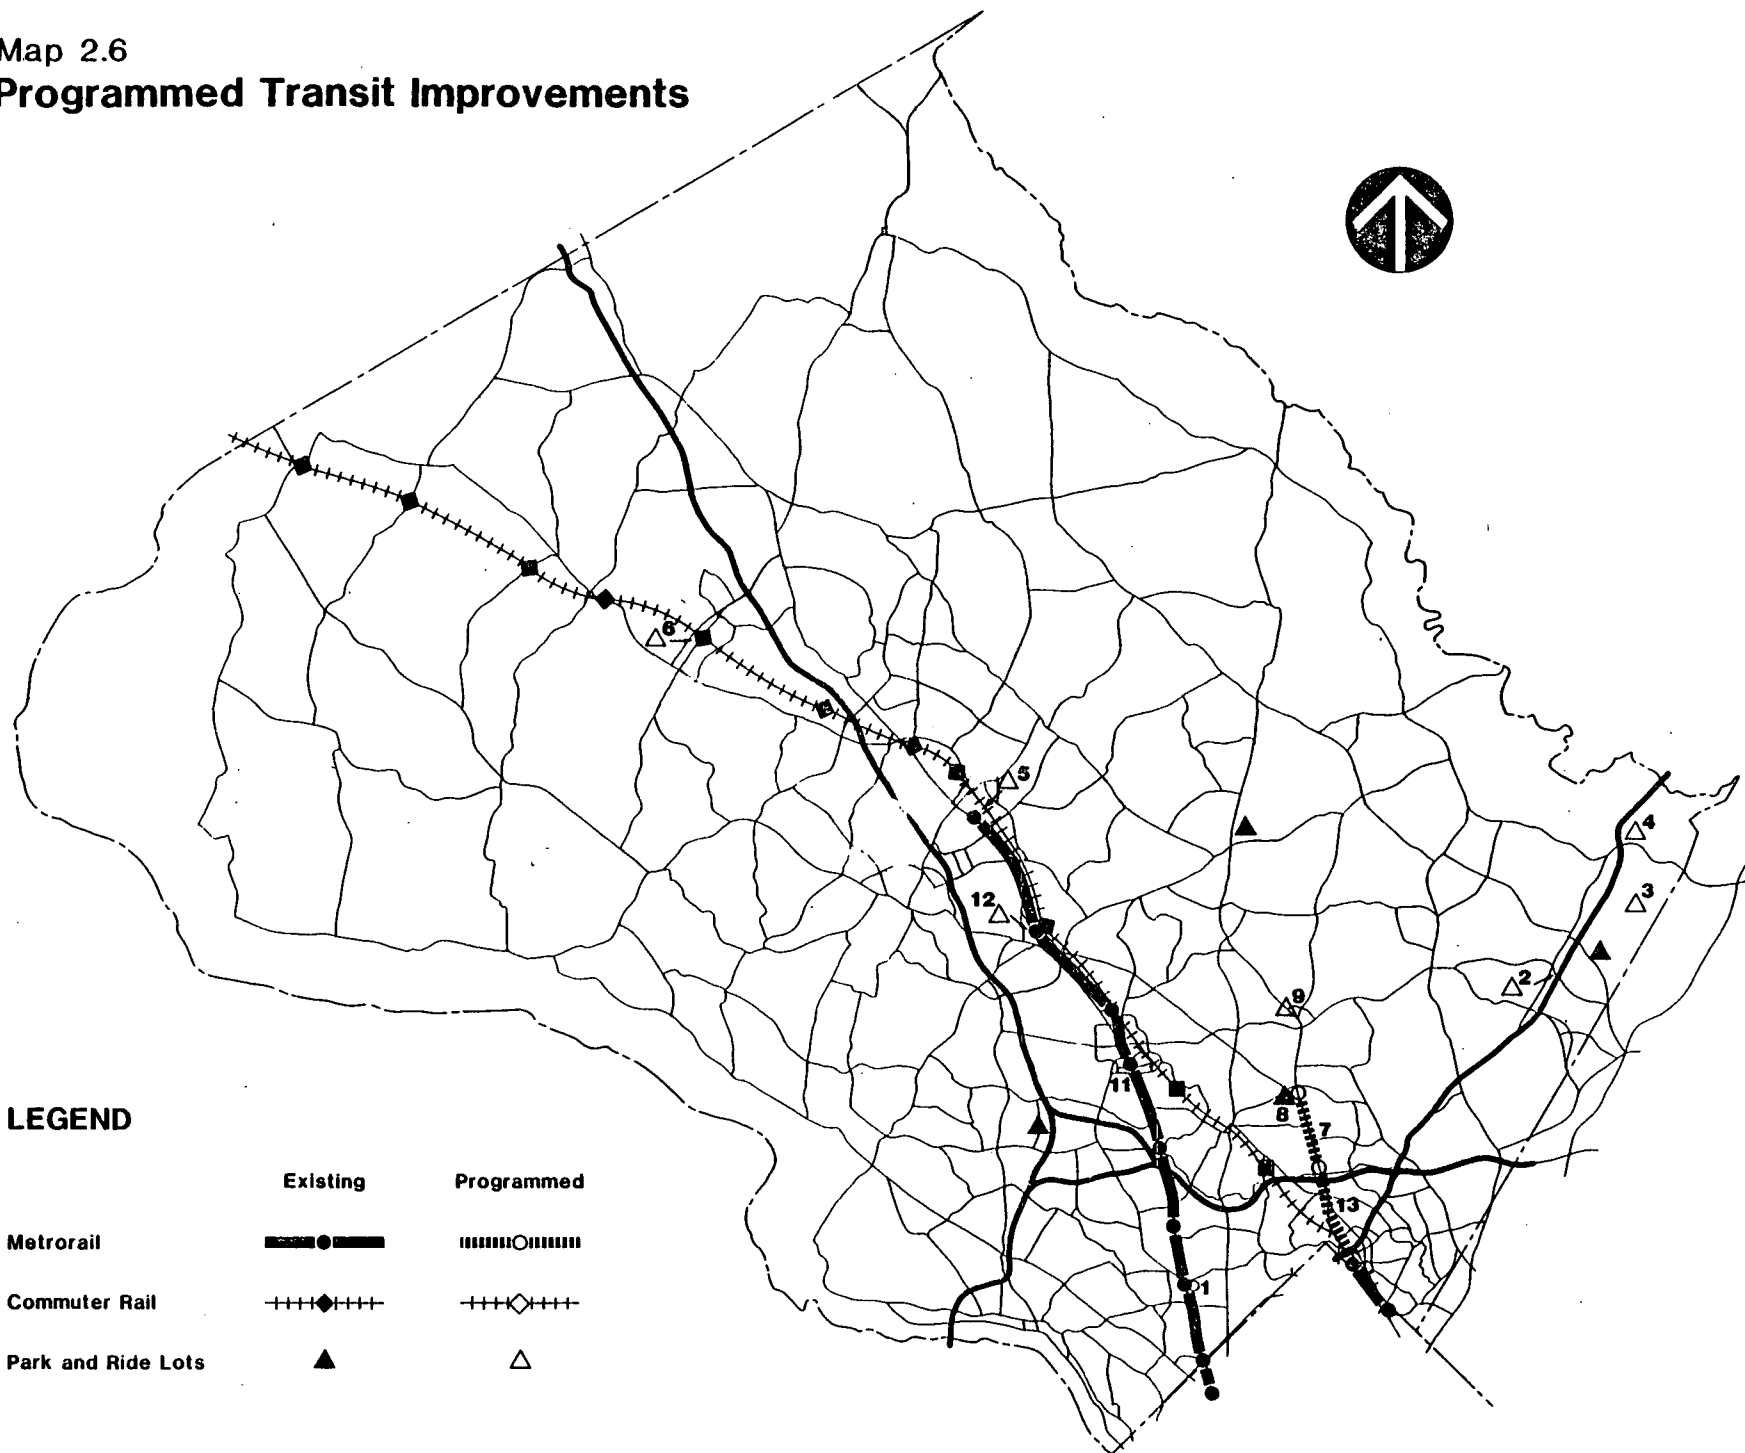 Map 2.6
Programmed Transit Improvements
6
5
4
12
3
2
9
11
8
7
13
1
LEGEND
Existing Programmed
Metrorail
Commuter Rail
Park and Ride Lots